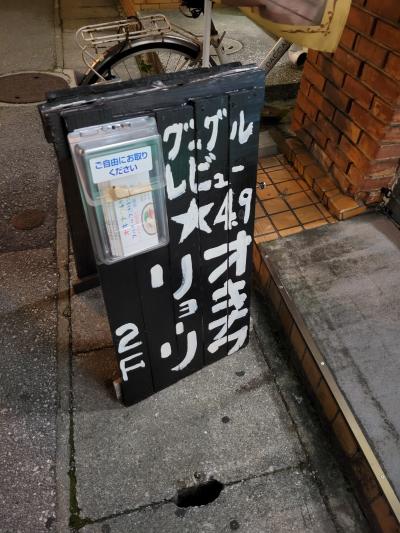 ご自由にお取り
ください
グーグル
レビュー
★4.9
オキナワ
リョーリ
2F